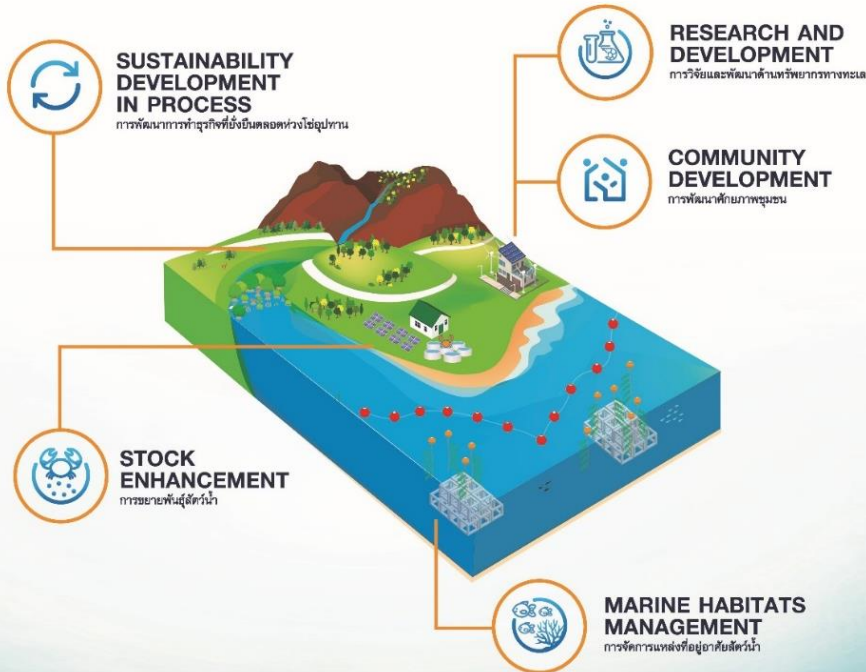 SUSTAINABILITY
DEVELOPMENT
IN PROCESS
การพัฒนาการทำธุรกิจที่ยั่งยืนตลอดห่วงโซ่อุปทาน
RESEARCH AND
DEVELOPMENT
การวิจัยและพัฒนาด้านทรัพยากรทางทะเล
COMMUNITY
DEVELOPMENT
การพัฒนาศักยภาพชุมชน
STOCK
ENHANCEMENT
การขยายพันธุ์สัตว์น้ำ
MARINE HABITATS
MANAGEMENT
การจัดการแหล่งที่อยู่อาศัยสัตว์น้ำ